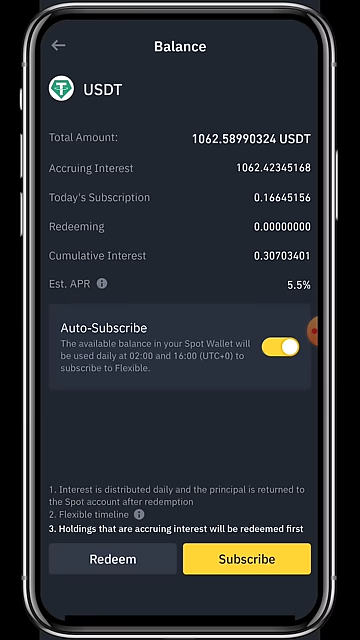 Balance
USDT
Total Amount: 1062.58990324 USDT
Accruing Interest 1062.42345168
Today's Subscription 0.16645156
Redeeming 0.00000000
Cumulative Interest 0.30703401
Est. APR 5.5%
Auto-Subscribe
The available balance in your Spot Wallet will
be used daily at 02:00 and 16:00 (UTC+0) to
subscribe to Flexible.
1. Interest is distributed daily and the principal is returned to
the Spot account after redemption
2. Flexible timeline
3. Holdings that are accruing interest will be redeemed first
Redeem Subscribe